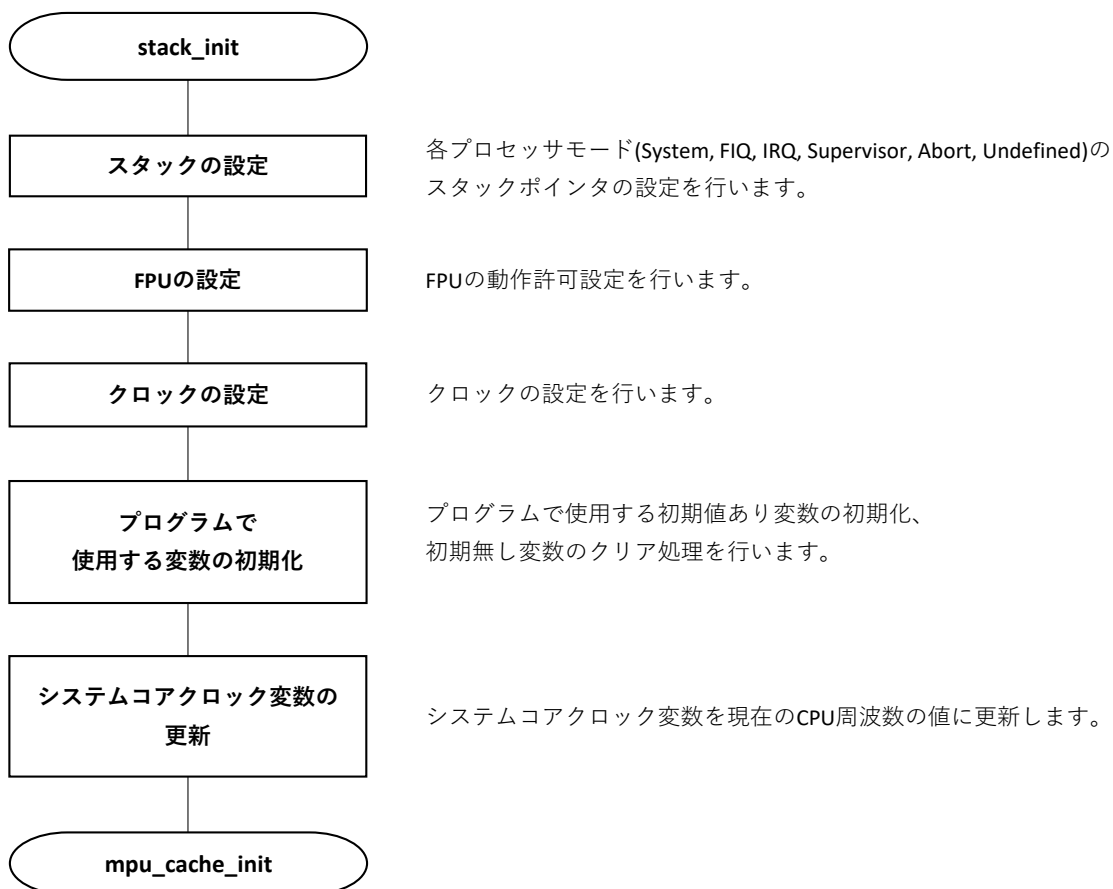 stack_init
スタックの設定
各プロセッサモード(System, FIQ, IRQ, Supervisor, Abort, Undefined)の
スタックポインタの設定を行います。
FPUの設定
FPUの動作許可設定を行います。
クロックの設定
クロックの設定を行います。
プログラムで
使用する変数の初期化
プログラムで使用する初期値あり変数の初期化、
初期無し変数のクリア処理を行います。
システムコアクロック変数の
更新
システムコアクロック変数を現在のCPU周波数の値に更新します。
mpu_cache_init